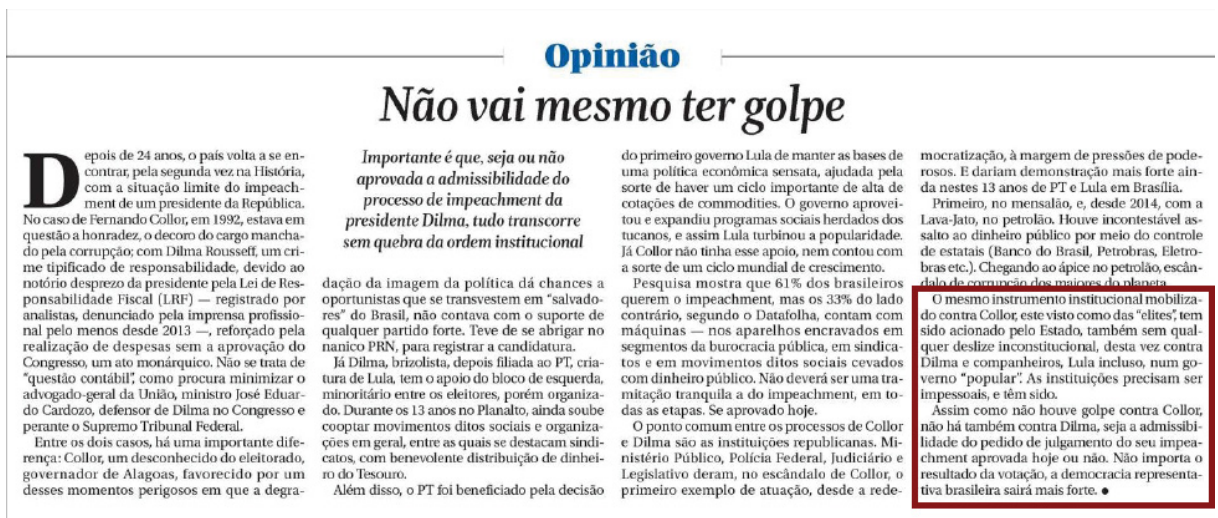 Opinião
Não vai mesmo ter golpe
Depois de 24 anos, o país volta a se en-
contrar, pela segunda vez na História,
com a situação limite do impeach-
ment de um presidente da República.
No caso de Fernando Collor, em 1992, estava em
questão a honradez, o decoro do cargo mancha-
do pela corrupção; com Dilma Rousseff, um cri-
me tipificado de responsabilidade, devido ao
notório desprezo da presidente pela Lei de Res-
ponsabilidade Fiscal (LRF) — registrado por
analistas, denunciado pela imprensa profissio-
nal pelo menos desde 2013 —, reforçado pela
realização de despesas sem a aprovação do
Congresso, um ato monárquico. Não se trata de
“questão contábil”, como procura minimizar o
advogado-geral da União, ministro José Eduar-
do Cardozo, defensor de Dilma no Congresso e
perante o Supremo Tribunal Federal.
Entre os dois casos, há uma importante dife-
rença: Collor, um desconhecido do eleitorado,
governador de Alagoas, favorecido por um
desses momentos perigosos em que a degra-
Importante é que, seja ou não
aprovada a admissibilidade do
processo de impeachment da
presidente Dilma, tudo transcorre
sem quebra da ordem institucional
dação da imagem da política dá chances a
oportunistas que se transvestem em “salvado-
res” do Brasil, não contava com o suporte de
qualquer partido forte. Teve de se abrigar no
nanico PRN, para registrar a candidatura.
Já Dilma, brizolista, depois filiada ao PT, cria-
tura de Lula, tem o apoio do bloco de esquerda,
minoritário entre os eleitores, porém organiza-
do. Durante os 13 anos no Planalto, ainda soube
cooptar movimentos ditos sociais e organiza-
ções em geral, entre as quais se destacam sindi-
catos, com benevolente distribuição de dinhei-
ro do Tesouro.
Além disso, o PT foi beneficiado pela decisão
do primeiro governo Lula de manter as bases de
uma política econômica sensata, ajudada pela
sorte de haver um ciclo importante de alta de
cotações de commodities. O governo aprovei-
tou e expandiu programas sociais herdados dos
tucanos, e assim Lula turbinou a popularidade.
Já Collor não tinha esse apoio, nem contou com
a sorte de um ciclo mundial de crescimento.
Pesquisa mostra que 61% dos brasileiros
querem o impeachment, mas os 33% do lado
contrário, segundo o Datafolha, contam com
máquinas — nos aparelhos encravados em
segmentos da burocracia pública, em sindica-
tos e em movimentos ditos sociais cevados
com dinheiro público. Não deverá ser uma tra-
mitação tranquila a do impeachment, em to-
das as etapas. Se aprovado hoje.
O ponto comum entre os processos de Collor
e Dilma são as instituições republicanas. Mi-
nistério Público, Polícia Federal, Judiciário e
Legislativo deram, no escândalo de Collor, o
primeiro exemplo de atuação, desde a rede-
mocratização, à margem de pressões de pode-
rosos. E dariam demonstração mais forte ain-
da nestes 13 anos de PT e Lula em Brasília.
Primeiro, no mensalão, e, desde 2014, com a
Lava-Jato, no petrolão. Houve incontestável as-
salto ao dinheiro público por meio do controle
de estatais (Banco do Brasil, Petrobras, Eletro-
bras etc.). Chegando ao ápice no petrolão, escân-
dalo de corrupção dos maiores do planeta.
O mesmo instrumento institucional mobiliza-
do contra Collor, este visto como das “elites”, tem
sido acionado pelo Estado, também sem qual-
quer deslize inconstitucional, desta vez contra
Dilma e companheiros, Lula incluso, num go-
verno “popular”. As instituições precisam ser
impessoais, e têm sido.
Assim como não houve golpe contra Collor,
não há também contra Dilma, seja a admissibi-
lidade do pedido de julgamento do seu impea-
chment aprovada hoje ou não. Não importa o
resultado da votação, a democracia representa-
tiva brasileira sairá mais forte. ●